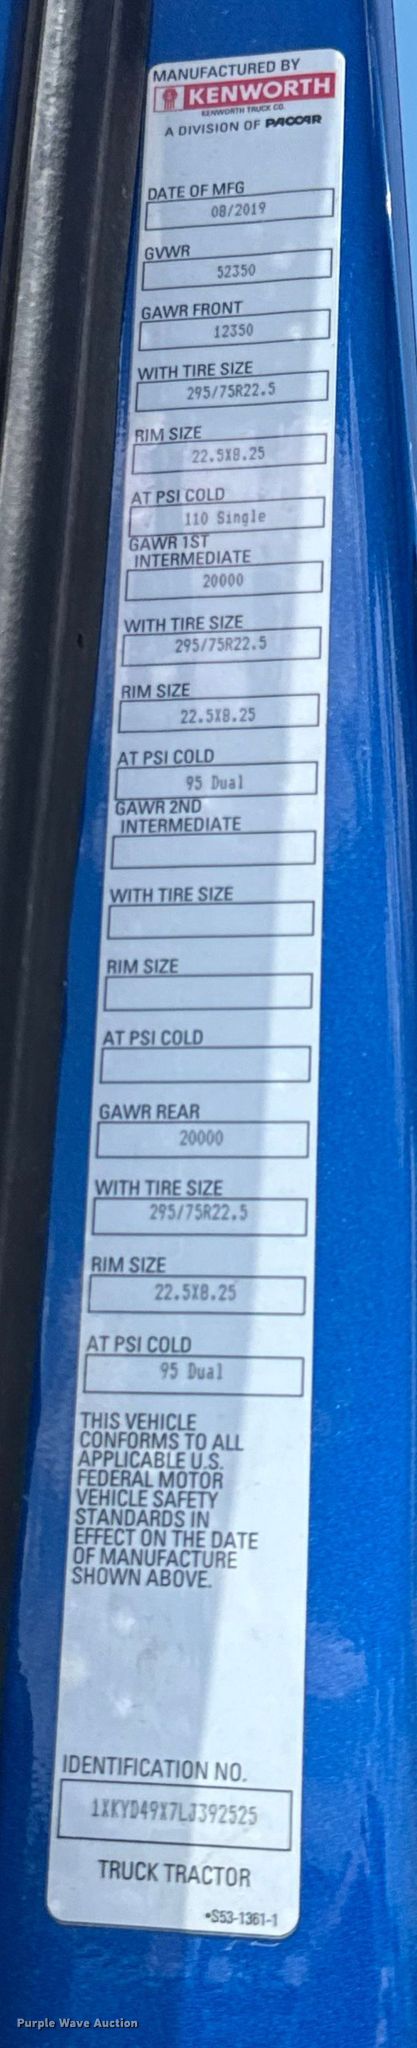 MANUFACTURED BY
KENWORTH
KENWORTH TRUCK CO.
A DIVISION OF PACCAR
DATE OF MFG
08/2019
GVWR
52350
GAWR FRONT
12350
WITH TIRE SIZE
295/75R22.5
RIM SIZE
22.5X8.25
AT PSI COLD
110 Single
GAWR 1ST
INTERMEDIATE
20000
WITH TIRE SIZE
295/75R22.5
RIM SIZE
22.5X8.25
AT PSI COLD
95 Dual
GAWR 2ND
INTERMEDIATE
WITH TIRE SIZE
RIM SIZE
AT PSI COLD
GAWR REAR
20000
WITH TIRE SIZE
295/75R22.5
RIM SIZE
22.5X8.25
AT PSI COLD
95 Dual
THIS VEHICLE
CONFORMS TO ALL
APPLICABLE U.S.
FEDERAL MOTOR
VEHICLE SAFETY
STANDARDS IN
EFFECT ON THE DATE
OF MANUFACTURE
SHOWN ABOVE.
IDENTIFICATION NO.
1XKYD49X7LJ392525
TRUCK TRACTOR
•S53-1361-1
Purple Wave Auction